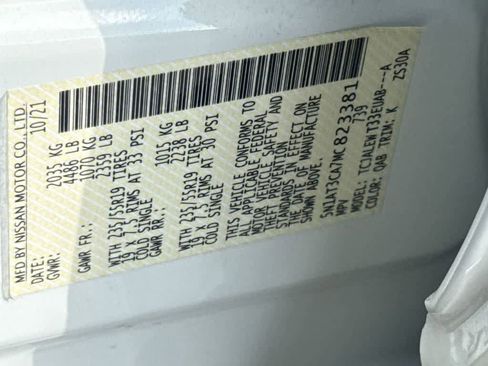 MFD BY NISSAN MOTOR CO., LTD.
DATE: 10/21
GVWR: 2035 KG
4486 LB
GAWR FR.: 1070 KG
2359 LB
WITH 235/55R19 TIRES
19 X 7.5 RIMS AT 33 PSI
COLD SINGLE
GAWR RR.: 1015 KG
2238 LB
WITH 235/55R19 TIRES
19 X 7.5 RIMS AT 30 PSI
COLD SINGLE
THIS VEHICLE CONFORMS TO
ALL APPLICABLE FEDERAL
MOTOR VEHICLE SAFETY AND
THEFT PREVENTION
STANDARDS IN EFFECT ON
THE DATE OF MANUFACTURE
SHOWN ABOVE.
5N1AT3CA7MC823381
MPV 739
MODEL: TCJALEW T33EUAB---A
COLOR: QAB TRIM: K ZS30A